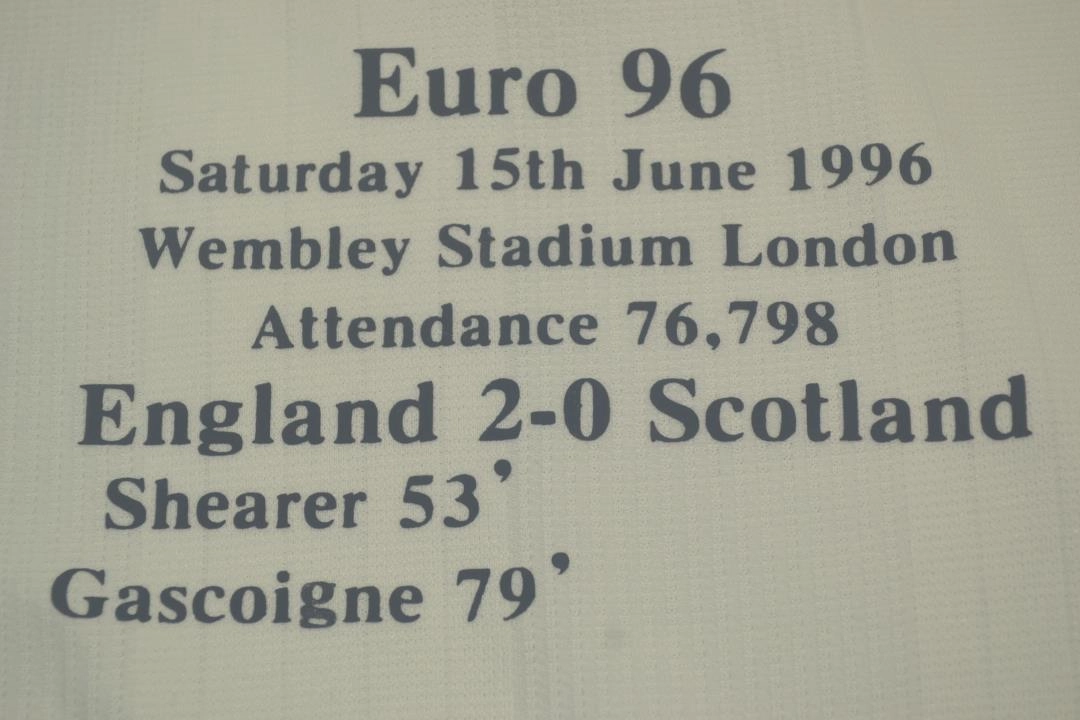 Euro 96
Saturday 15th June 1996
Wembley Stadium London
Attendance 76,798
England 2-0 Scotland
Shearer 53’
Gascoigne 79’